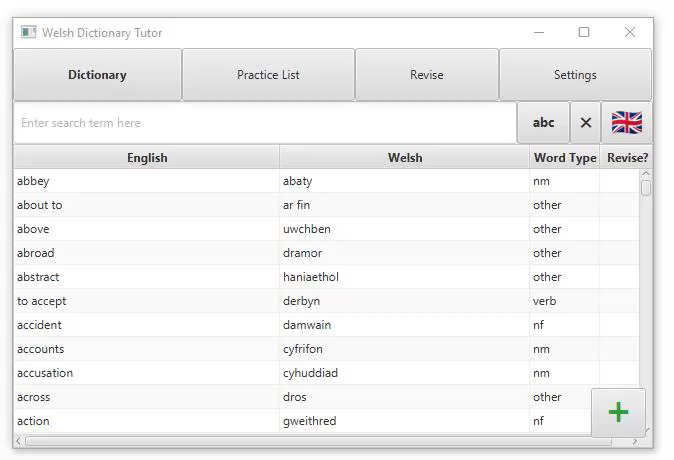 Welsh Dictionary Tutor
Dictionary Practice List Revise Settings
Enter search term here abc
English Welsh Word Type Revise?
abbey abaty nm
about to ar fin other
above uwchben other
abroad dramor other
abstract haniaethol other
to accept derbyn verb
accident damwain nf
accounts cyfrifon nm
accusation cyhuddiad nm
across dros other
action gweithred nf